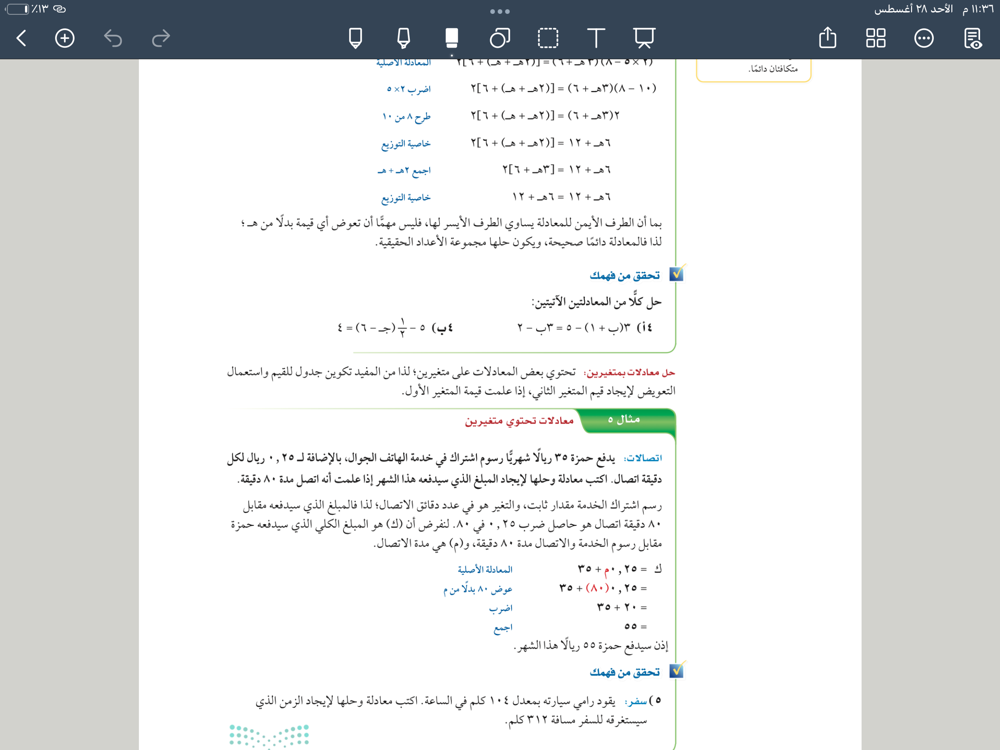 ١١:٣٦ م الأحد ٢٨ أغسطس
٪١٣
متكافئان دائمًا.
(٢ × ٥ – ٨)(٣هـ + ٦) = [(٢هـ + هـ) + ٦]٢ المعادلة الأصلية
(١٠ – ٨)(٣هـ + ٦) = [(٢هـ + هـ) + ٦]٢ اضرب ٢× ٥
٢(٣هـ + ٦) = [(٢هـ + هـ) + ٦]٢ طرح ٨ من ١٠
٦هـ + ١٢ = [(٢هـ + هـ) + ٦]٢ خاصية التوزيع
٦هـ + ١٢ = [٣هـ + ٦]٢ اجمع ٢هـ + هـ
٦هـ + ١٢ = ٦هـ + ١٢ خاصية التوزيع
بما أن الطرف الأيمن للمعادلة يساوي الطرف الأيسر لها، فليس مهمًّا أن تعوض أي قيمة بدلًا من هـ ؛
لذا فالمعادلة دائمًا صحيحة، ويكون حلها مجموعة الأعداد الحقيقية.
تحقق من فهمك
حل كلًّا من المعادلتين الآتيتين:
٤أ) ٣(ب + ١) – ٥ = ٣ب – ٢ ٤ب) ٥ – ١/٢ (جـ – ٦) = ٤
حل معادلات بمتغيرين: تحتوي بعض المعادلات على متغيرين؛ لذا من المفيد تكوين جدول للقيم واستعمال
التعويض لإيجاد قيم المتغير الثاني، إذا علمت قيمة المتغير الأول.
مثال ٥ معادلات تحتوي متغيرين
اتصالات: يدفع حمزة ٣٥ ريالًا شهريًّا رسوم اشتراك في خدمة الهاتف الجوال، بالإضافة لـ ٠,٢٥ ريال لكل
دقيقة اتصال. اكتب معادلة وحلها لإيجاد المبلغ الذي سيدفعه هذا الشهر إذا علمت أنه اتصل مدة ٨٠ دقيقة.
رسم اشتراك الخدمة مقدار ثابت، والتغير هو في عدد دقائق الاتصال؛ لذا فالمبلغ الذي سيدفعه مقابل
٨٠ دقيقة اتصال هو حاصل ضرب ٠,٢٥ في ٨٠. لنفرض أن (ك) هو المبلغ الكلي الذي سيدفعه حمزة
مقابل رسوم الخدمة والاتصال مدة ٨٠ دقيقة، و(م) هي مدة الاتصال.
ك = ٠,٢٥م + ٣٥ المعادلة الأصلية
= ٠,٢٥(٨٠) + ٣٥ عوض ٨٠ بدلًا من م
= ٢٠ + ٣٥ اضرب
= ٥٥ اجمع
إذن سيدفع حمزة ٥٥ ريالًا هذا الشهر.
تحقق من فهمك
٥) سفر: يقود رامي سيارته بمعدل ١٠٤ كلم في الساعة. اكتب معادلة وحلها لإيجاد الزمن الذي
سيستغرقه للسفر مسافة ٣١٢ كلم.